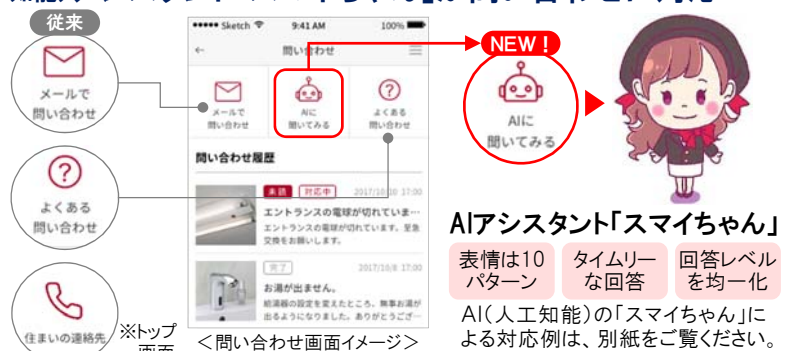 従来
メールで
問い合わせ
よくある
問い合わせ
住まいの連絡先
※トップ
Sketch 9:41 AM 100%
問い合わせ
メールで
問い合わせ
AIに
聞いてみる
よくある
問い合わせ
問い合わせ履歴
未読 対応中 2017/10/10 17:00
エントランスの電球が切れていま…
エントランスの電球が切れています。至急
交換をお願いします。
完了 2017/10/8 17:00
お湯が出ません。
給湯器の設定を変えたところ、無事お湯が
出るようになりました。ありがとうござ…
<問い合わせ画面イメージ>
NEW!
AIに
聞いてみる
AIアシスタント「スマイちゃん」
表情は10
パターン
タイムリー
な回答
回答レベル
を均一化
AI(人工知能)の「スマイちゃん」に
よる対応例は、別紙をご覧ください。